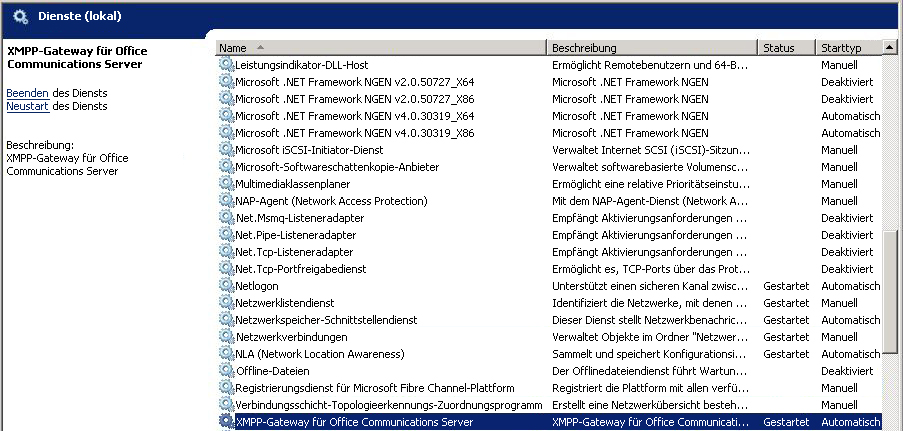 Dienste (lokal)
XMPP-Gateway für Office
Communications Server
Beenden des Diensts
Neustart des Diensts
Beschreibung:
XMPP-Gateway für Office
Communications Server
Name Beschreibung Status Starttyp
Leistungsindikator-DLL-Host Ermöglicht Remotebenutzern und 64-B... Manuell
Microsoft .NET Framework NGEN v2.0.50727_X64 Microsoft .NET Framework NGEN Deaktiviert
Microsoft .NET Framework NGEN v2.0.50727_X86 Microsoft .NET Framework NGEN Deaktiviert
Microsoft .NET Framework NGEN v4.0.30319_X64 Microsoft .NET Framework NGEN Automatisch
Microsoft .NET Framework NGEN v4.0.30319_X86 Microsoft .NET Framework NGEN Automatisch
Microsoft iSCSI-Initiator-Dienst Verwaltet Internet SCSI (iSCSI)-Sitzun... Manuell
Microsoft-Softwareschattenkopie-Anbieter Verwaltet softwarebasierte Volumensc... Manuell
Multimediaklassenplaner Ermöglicht eine relative Prioritätseinstu... Manuell
NAP-Agent (Network Access Protection) Mit dem NAP-Agent-Dienst (Network A... Manuell
Net.Msmq-Listeneradapter Empfängt Aktivierungsanforderungen ... Deaktiviert
Net.Pipe-Listeneradapter Empfängt Aktivierungsanforderungen ... Deaktiviert
Net.Tcp-Listeneradapter Empfängt Aktivierungsanforderungen ... Deaktiviert
Net.Tcp-Portfreigabedienst Ermöglicht es, TCP-Ports über das Prot... Deaktiviert
Netlogon Unterstützt einen sicheren Kanal zwisc... Gestartet Automatisch
Netzwerklistendienst Identifiziert die Netzwerke, mit denen ... Gestartet Manuell
Netzwerkspeicher-Schnittstellendienst Dieser Dienst stellt Netzwerkbenachric... Gestartet Automatisch
Netzwerkverbindungen Verwaltet Objekte im Ordner "Netzwer... Gestartet Manuell
NLA (Network Location Awareness) Sammelt und speichert Konfigurationsi... Gestartet Automatisch
Offline-Dateien Der Offlinedateidienst führt Wartun... Deaktiviert
Registrierungsdienst für Microsoft Fibre Channel-Plattform Registriert die Plattform mit allen verfü... Manuell
Verbindungsschicht-Topologieerkennungs-Zuordnungsprogramm Erstellt eine Netzwerkübersicht besteh... Manuell
XMPP-Gateway für Office Communications Server XMPP-Gateway für Office Communicati... Gestartet Automatisch